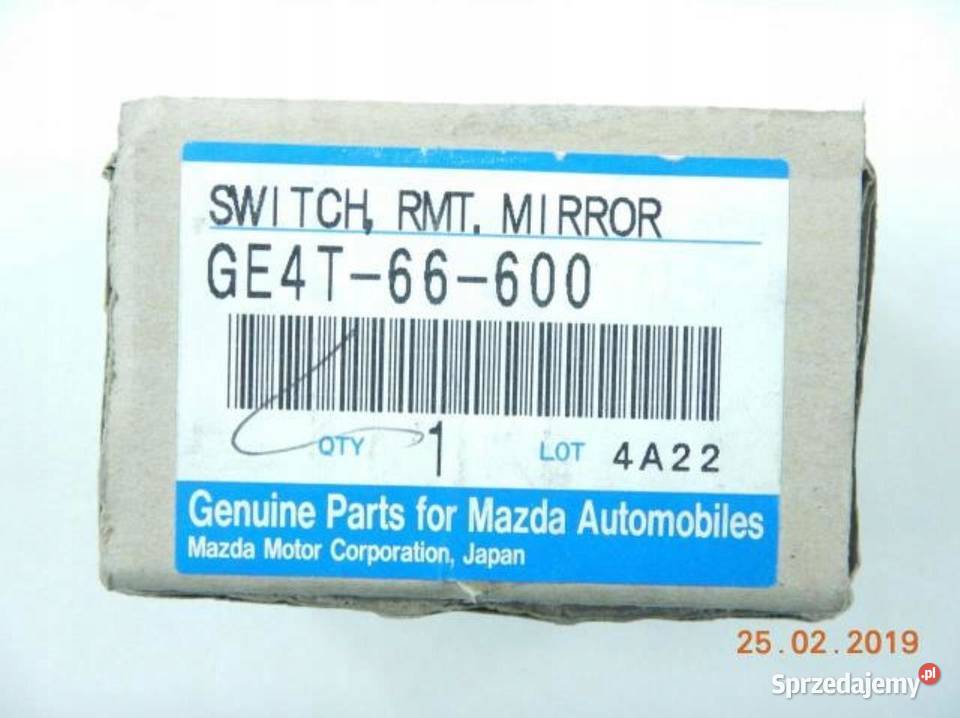 SWITCH, RMT. MIRROR
GE4T-66-600
QTY 1 LOT 4A22
Genuine Parts for Mazda Automobiles
Mazda Motor Corporation, Japan
25.02.2019
Sprzedajemy.pl